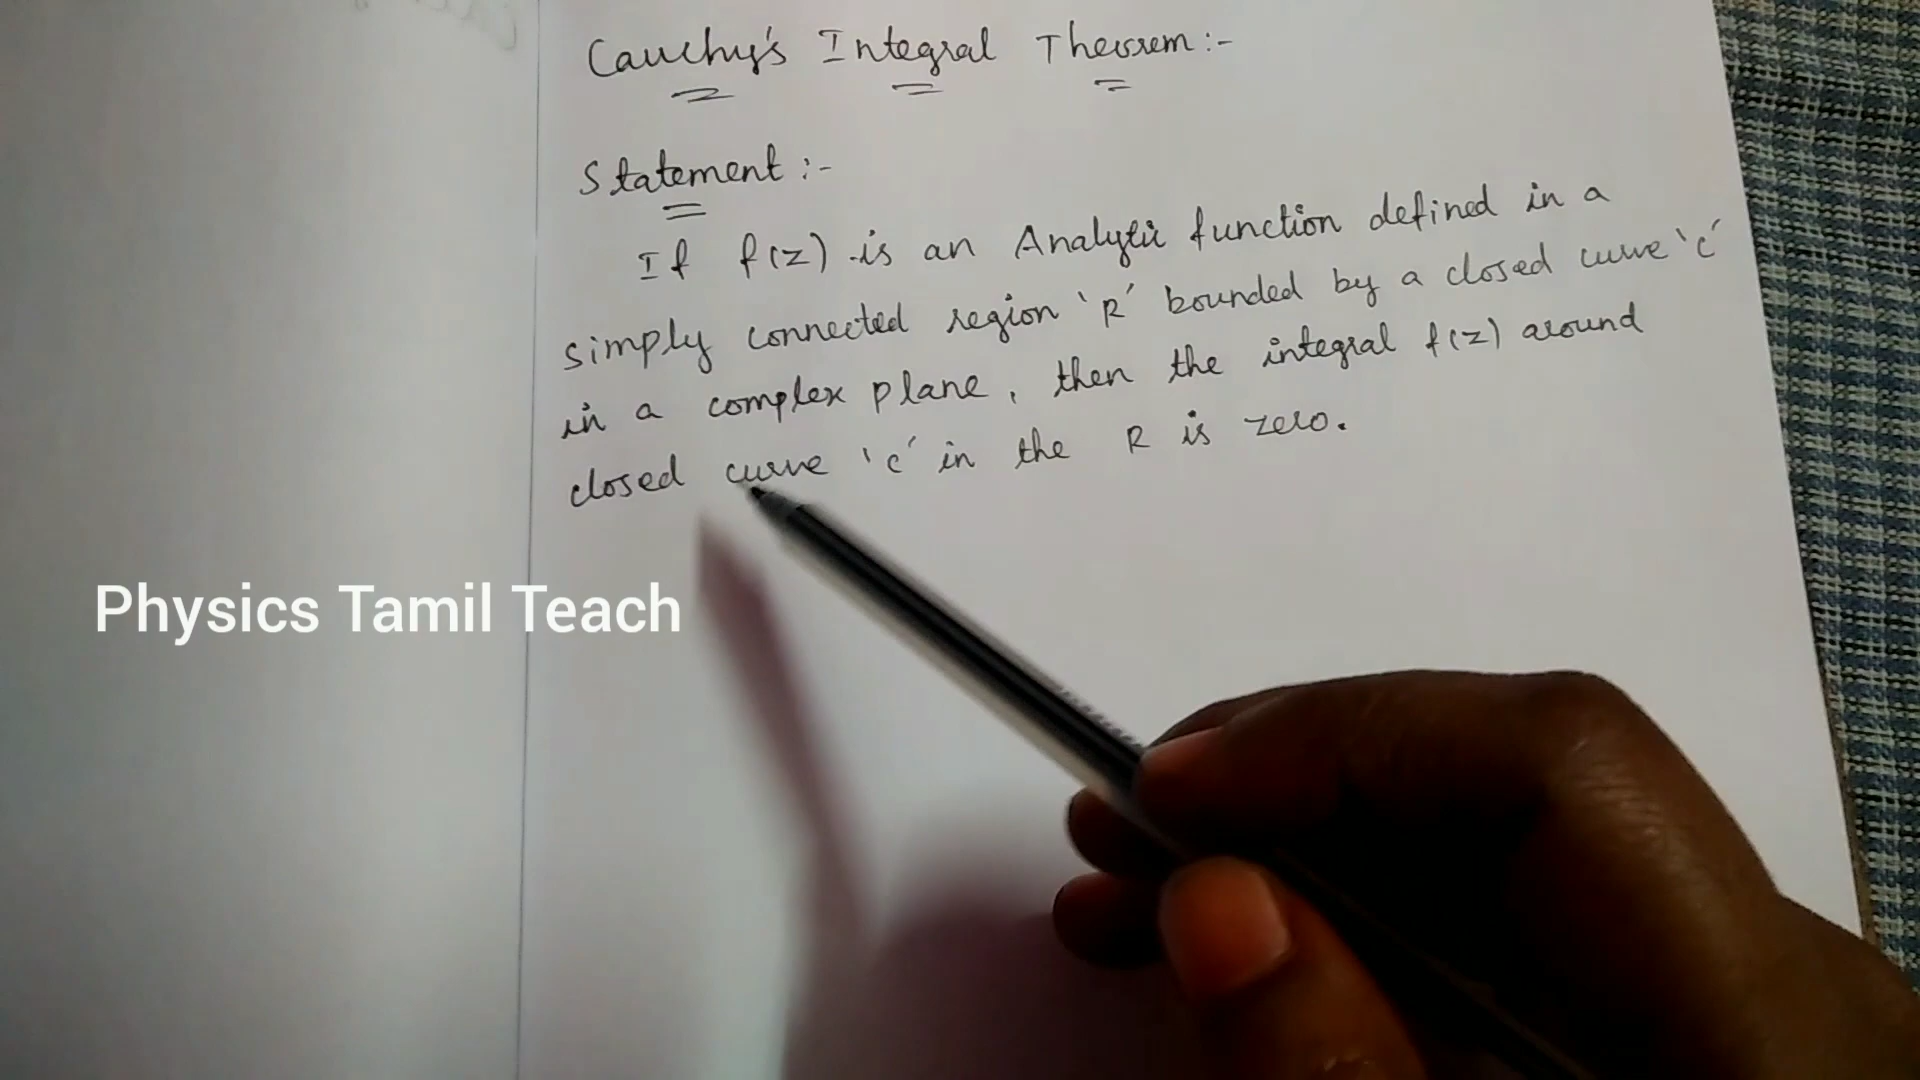 Cauchy's Integral Theorem :-
Statement :-
If f(z) is an Analytic function defined in a
simply connected region 'R' bounded by a closed curve 'c'
in a complex plane, then the integral f(z) around
closed curve 'c' in the R is zero.
Physics Tamil Teach